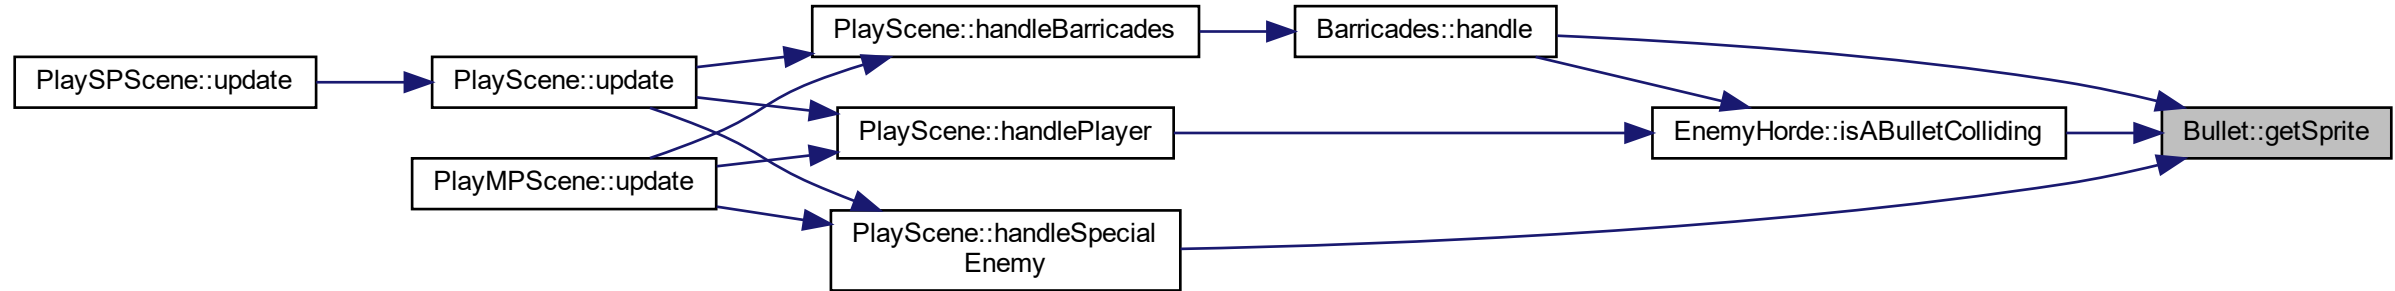 PlaySPScene::update
PlayScene::update
PlayMPScene::update
PlayScene::handleBarricades
PlayScene::handlePlayer
PlayScene::handleSpecial
Enemy
Barricades::handle
EnemyHorde::isABulletColliding
Bullet::getSprite